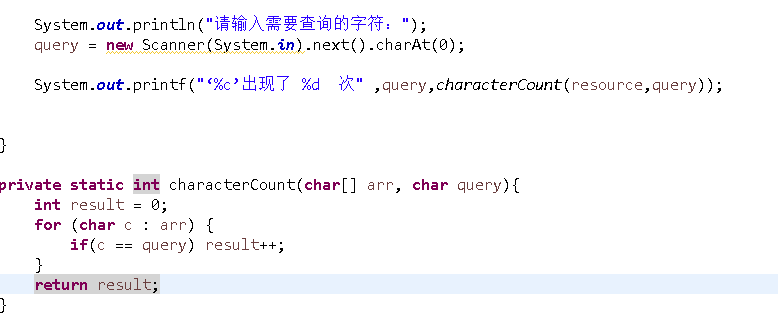 System.out.println("请输入需要查询的字符：");
query = new Scanner(System.in).next().charAt(0);
System.out.printf("‘%c’出现了 %d  次" ,query,characterCount(resource,query));
}
private static int characterCount(char[] arr, char query){
int result = 0;
for (char c : arr) {
if(c == query) result++;
}
return result;
}